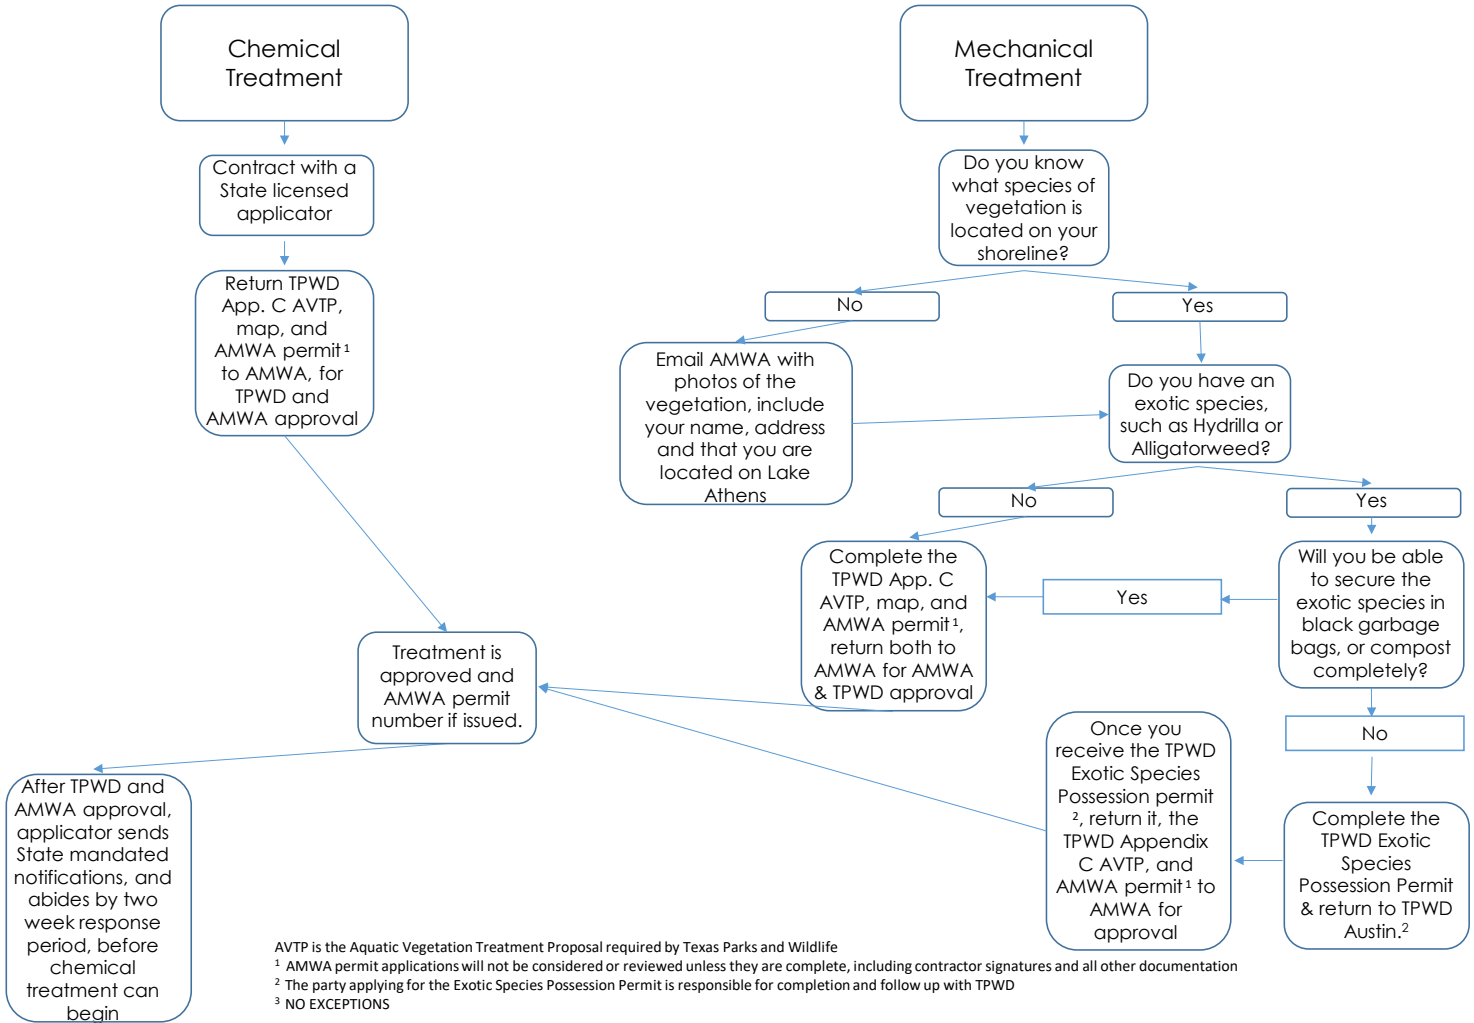 Chemical
Treatment
Contract with a
State licensed
applicator
Return TPWD
App. C AVTP,
map, and
AMWA permit¹
to AMWA, for
TPWD and
AMWA approval
Mechanical
Treatment
Do you know
what species of
vegetation is
located on your
shoreline?
No
Yes
Email AMWA with
photos of the
vegetation, include
your name, address
and that you are
located on Lake
Athens
Do you have an
exotic species,
such as Hydrilla or
Alligatorweed?
No
Yes
Complete the
TPWD App. C
AVTP, map, and
AMWA permit¹,
return both to
AMWA for AMWA
& TPWD approval
Yes
Will you be able
to secure the
exotic species in
black garbage
bags, or compost
completely?
No
Complete the
TPWD Exotic
Species
Possession Permit
& return to TPWD
Austin.²
Once you
receive the TPWD
Exotic Species
Possession permit
², return it, the
TPWD Appendix
C AVTP, and
AMWA permit¹ to
AMWA for
approval
Treatment is
approved and
AMWA permit
number if issued.
After TPWD and
AMWA approval,
applicator sends
State mandated
notifications, and
abides by two
week response
period, before
chemical
treatment can
begin
AVTP is the Aquatic Vegetation Treatment Proposal required by Texas Parks and Wildlife
¹ AMWA permit applications will not be considered or reviewed unless they are complete, including contractor signatures and all other documentation
² The party applying for the Exotic Species Possession Permit is responsible for completion and follow up with TPWD
³ NO EXCEPTIONS